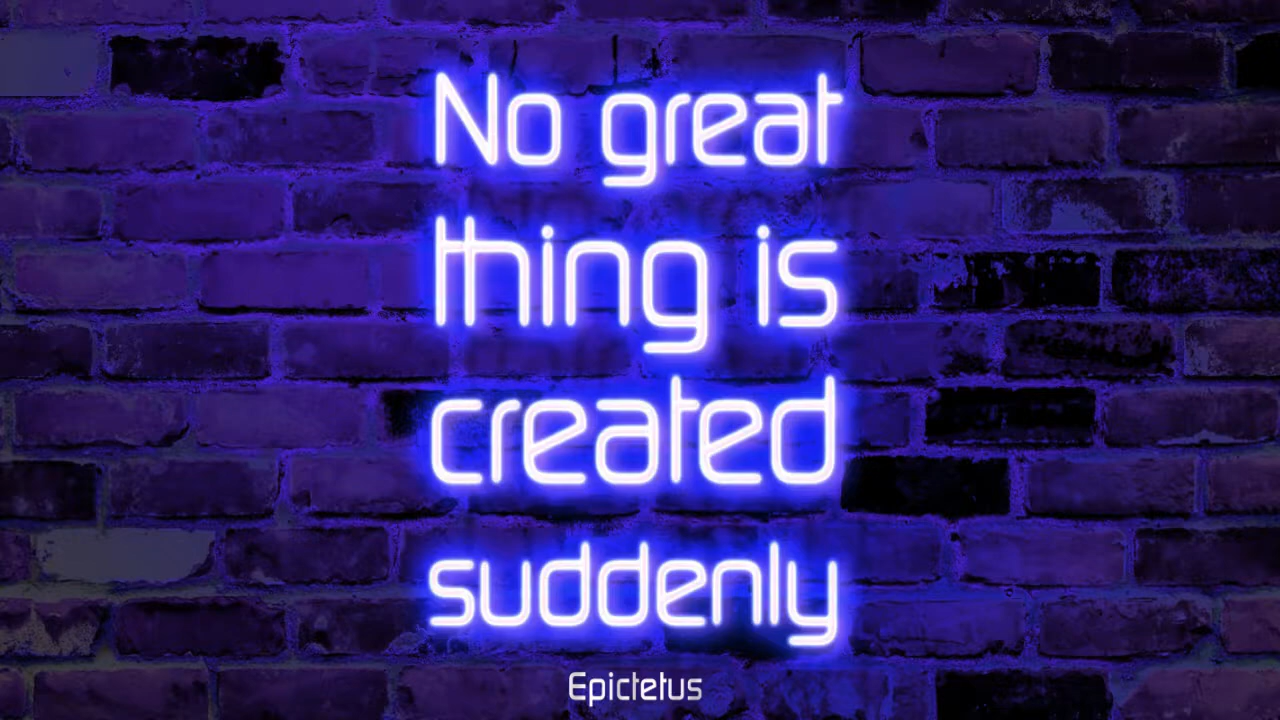 No great
thing is
created
suddenly
Epictetus